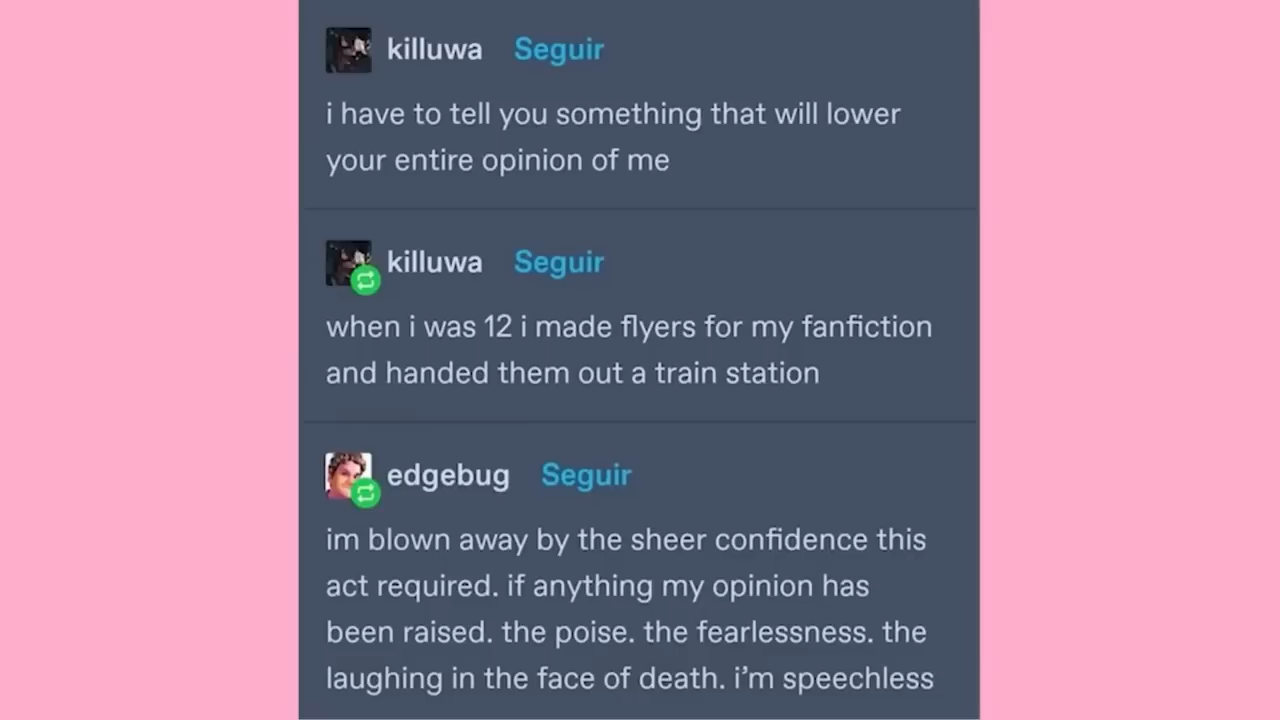 killuwa Seguir
i have to tell you something that will lower
your entire opinion of me
killuwa Seguir
when i was 12 i made flyers for my fanfiction
and handed them out a train station
edgebug Seguir
im blown away by the sheer confidence this
act required. if anything my opinion has
been raised. the poise. the fearlessness. the
laughing in the face of death. i’m speechless